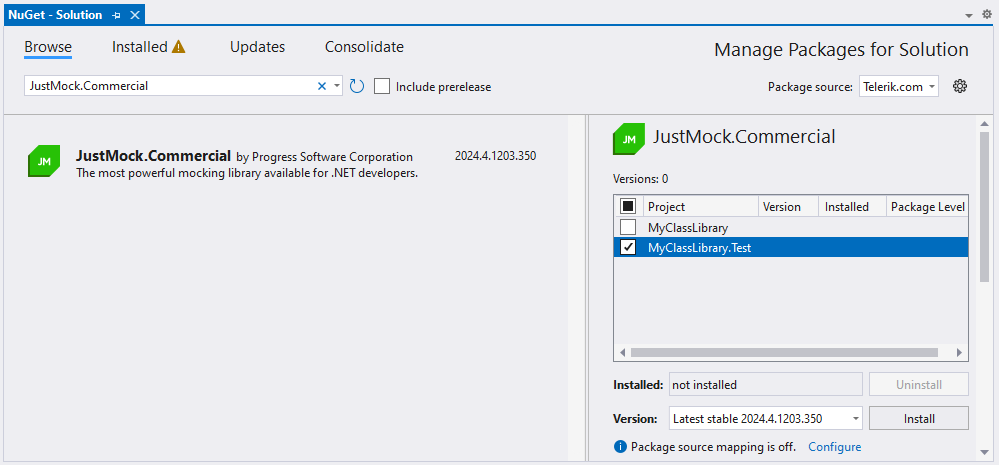 NuGet - Solution
Browse Installed Updates Consolidate
Manage Packages for Solution
JustMock.Commercial
Include prerelease
Package source: Telerik.com
JM
JustMock.Commercial by Progress Software Corporation 2024.4.1203.350
The most powerful mocking library available for .NET developers.
JM
JustMock.Commercial
Versions: 0
Project Version Installed Package Level
MyClassLibrary
MyClassLibrary.Test
Installed: not installed Uninstall
Version: Latest stable 2024.4.1203.350 Install
Package source mapping is off. Configure